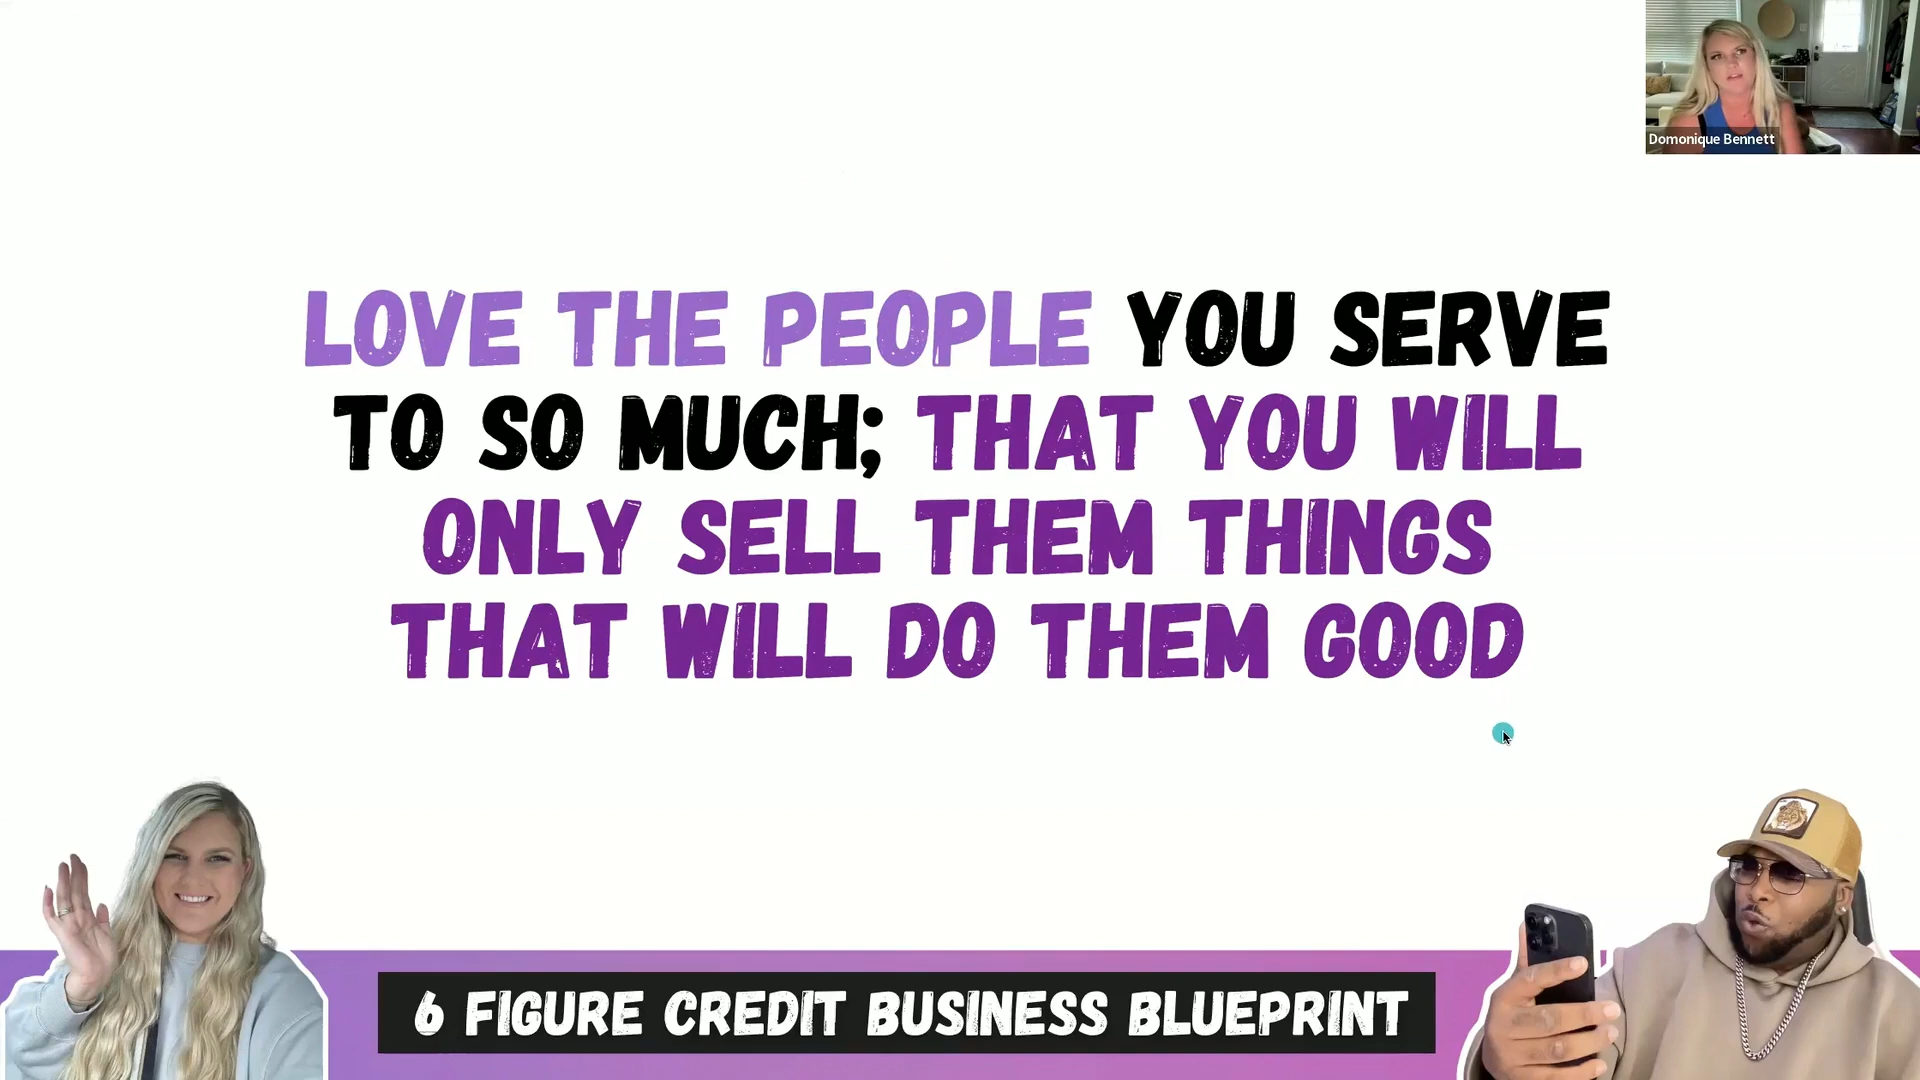 Domonique Bennett
LOVE THE PEOPLE YOU SERVE
TO SO MUCH; THAT YOU WILL
ONLY SELL THEM THINGS
THAT WILL DO THEM GOOD
6 FIGURE CREDIT BUSINESS BLUEPRINT